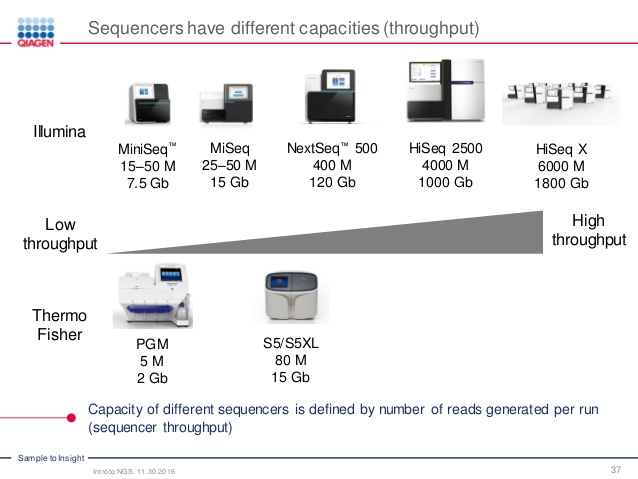 QIAGEN
Sequencers have different capacities (throughput)
Illumina
MiniSeq™
15–50 M
7.5 Gb
MiSeq
25–50 M
15 Gb
NextSeq™ 500
400 M
120 Gb
HiSeq 2500
4000 M
1000 Gb
HiSeq X
6000 M
1800 Gb
Low
throughput
High
throughput
Thermo
Fisher
PGM
5 M
2 Gb
S5/S5XL
80 M
15 Gb
Capacity of different sequencers is defined by number of reads generated per run
(sequencer throughput)
Sample to Insight
Intro to NGS, 11.30.2016
37